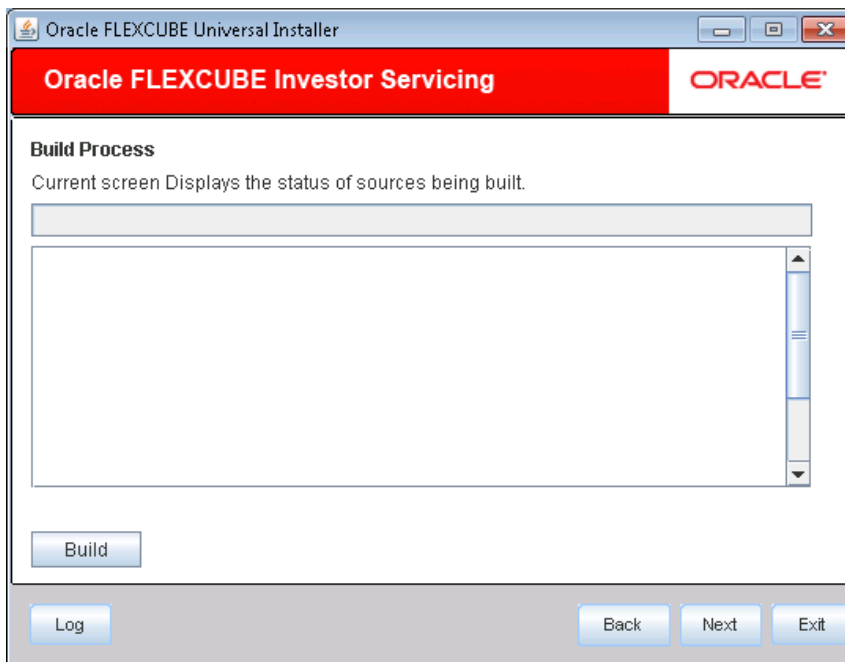 Oracle FLEXCUBE Universal Installer
Oracle FLEXCUBE Investor Servicing
ORACLE
Build Process
Current screen Displays the status of sources being built.
Build
Log
Back
Next
Exit